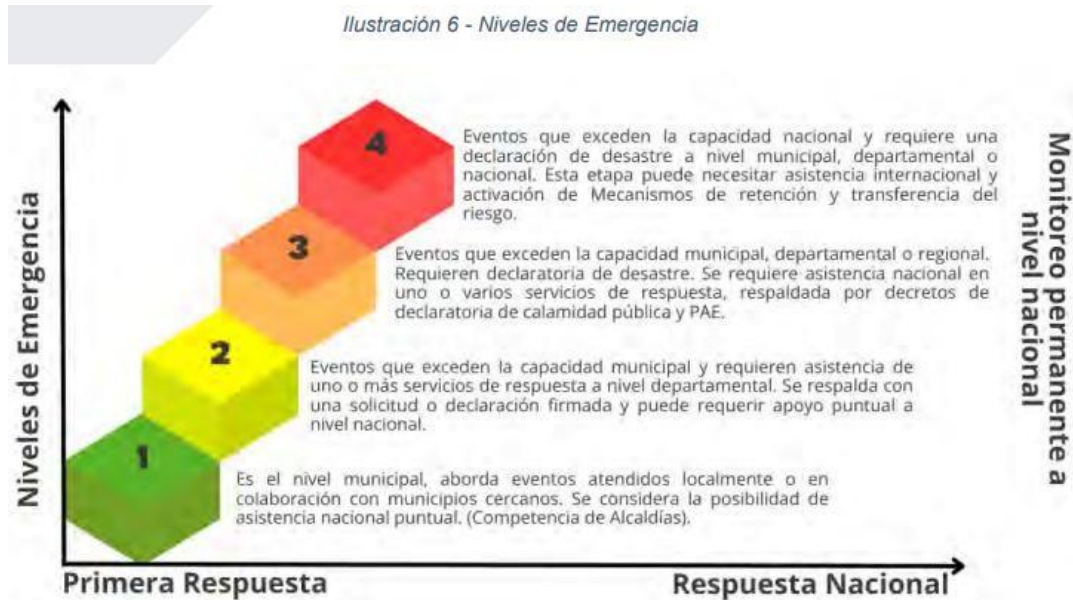 Ilustración 6 - Niveles de Emergencia
Niveles de Emergencia
4
Eventos que exceden la capacidad nacional y requiere una
declaración de desastre a nivel municipal, departamental o
nacional. Esta etapa puede necesitar asistencia internacional y
activación de Mecanismos de retención y transferencia del
riesgo.
3
Eventos que exceden la capacidad municipal, departamental o regional.
Requieren declaratoria de desastre. Se requiere asistencia nacional en
uno o varios servicios de respuesta, respaldada por decretos de
declaratoria de calamidad pública y PAE.
2
Eventos que exceden la capacidad municipal y requieren asistencia de
uno o más servicios de respuesta a nivel departamental. Se respalda con
una solicitud o declaración firmada y puede requerir apoyo puntual a
nivel nacional.
1
Es el nivel municipal, aborda eventos atendidos localmente o en
colaboración con municipios cercanos. Se considera la posibilidad de
asistencia nacional puntual. (Competencia de Alcaldías).
Monitoreo permanente a
nivel nacional
Primera Respuesta
Respuesta Nacional